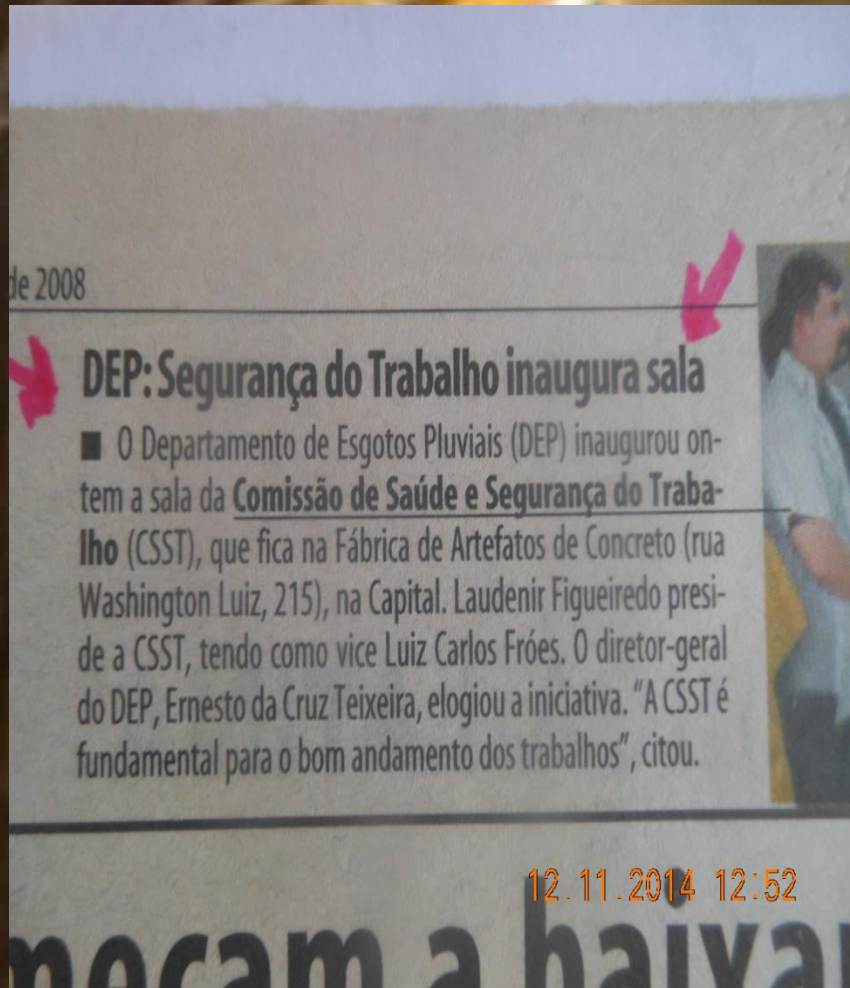 de 2008
DEP: Segurança do Trabalho inaugura sala
■ O Departamento de Esgotos Pluviais (DEP) inaugurou on-
tem a sala da Comissão de Saúde e Segurança do Traba-
lho (CSST), que fica na Fábrica de Artefatos de Concreto (rua
Washington Luiz, 215), na Capital. Laudenir Figueiredo presi-
de a CSST, tendo como vice Luiz Carlos Fróes. O diretor-geral
do DEP, Ernesto da Cruz Teixeira, elogiou a iniciativa. “A CSST é
fundamental para o bom andamento dos trabalhos”, citou.
12.11.2014 12:52
meçam a baixar